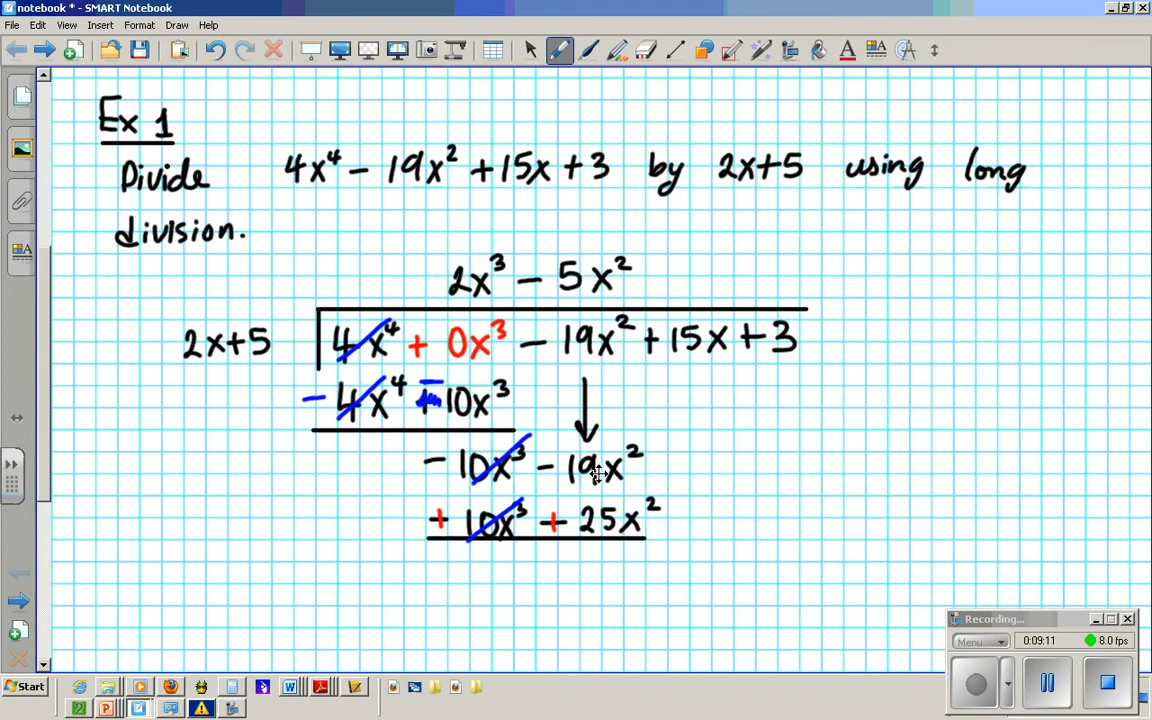 notebook * - SMART Notebook
File Edit View Insert Format Draw Help
Ex 1
Divide 4x⁴ - 19x² + 15x + 3 by 2x+5 using long
division.
2x³ - 5x²
2x+5 4x⁴ + 0x³ - 19x² + 15x + 3
- 4x⁴ - 10x³
- 10x³ - 19x²
+ 10x³ + 25x²
Recording...
Menu 0:09:11 8.0 fps
Start